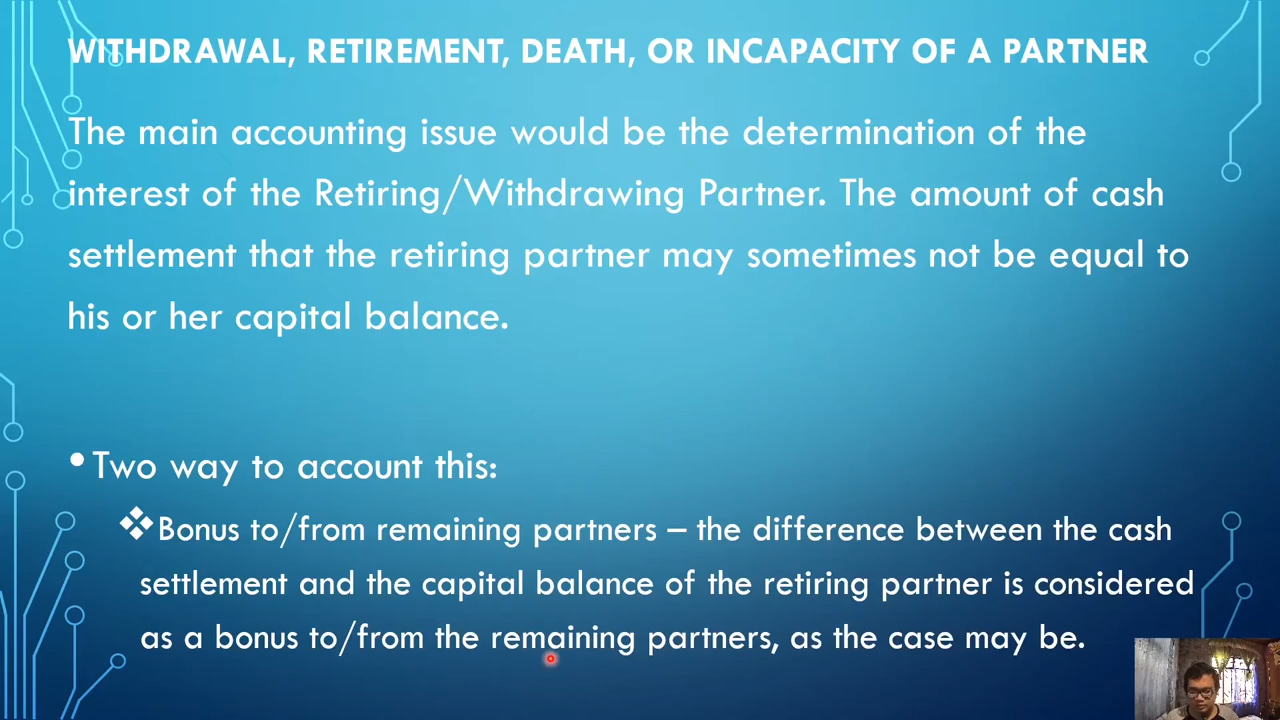 WITHDRAWAL, RETIREMENT, DEATH, OR INCAPACITY OF A PARTNER
The main accounting issue would be the determination of the
interest of the Retiring/Withdrawing Partner. The amount of cash
settlement that the retiring partner may sometimes not be equal to
his or her capital balance.
• Two way to account this:
❖Bonus to/from remaining partners – the difference between the cash
settlement and the capital balance of the retiring partner is considered
as a bonus to/from the remaining partners, as the case may be.